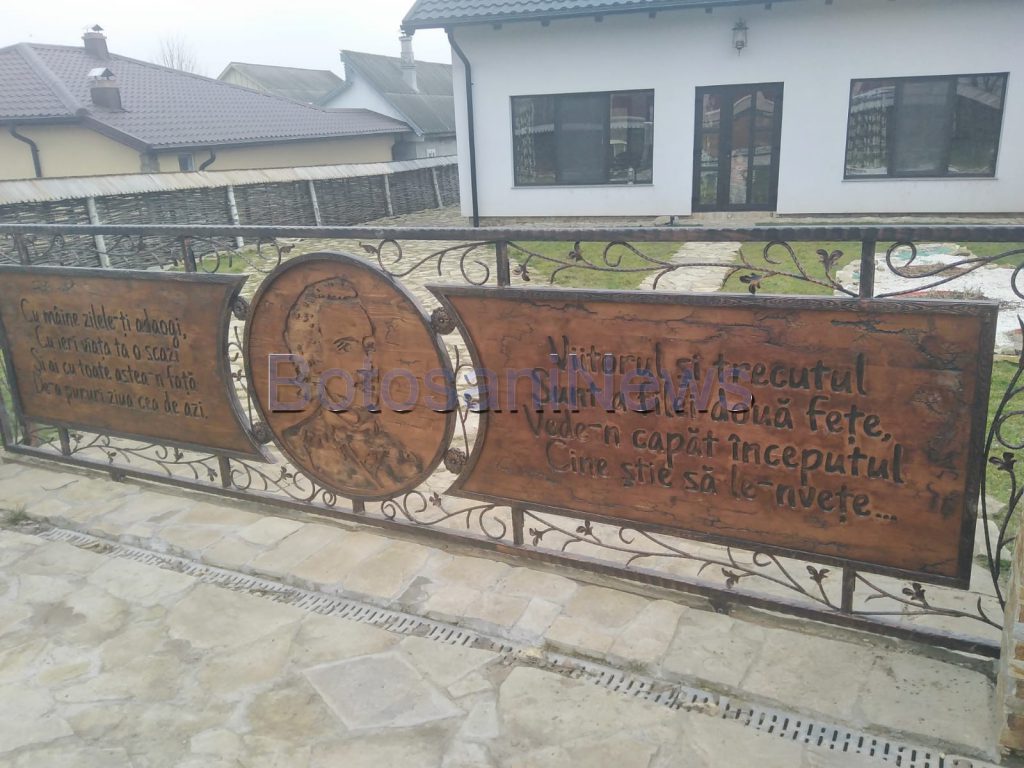 Cu mâine zilele-ți adaogi,
Cu ieri viața ta o scazi
Și ai cu toate astea-n față
De-a pururi ziua cea de azi.
Viitorul și trecutul
Sunt a filei două fețe,
Vede-n capăt începutul
Cine știe să le-nvețe...
BotosaniNews